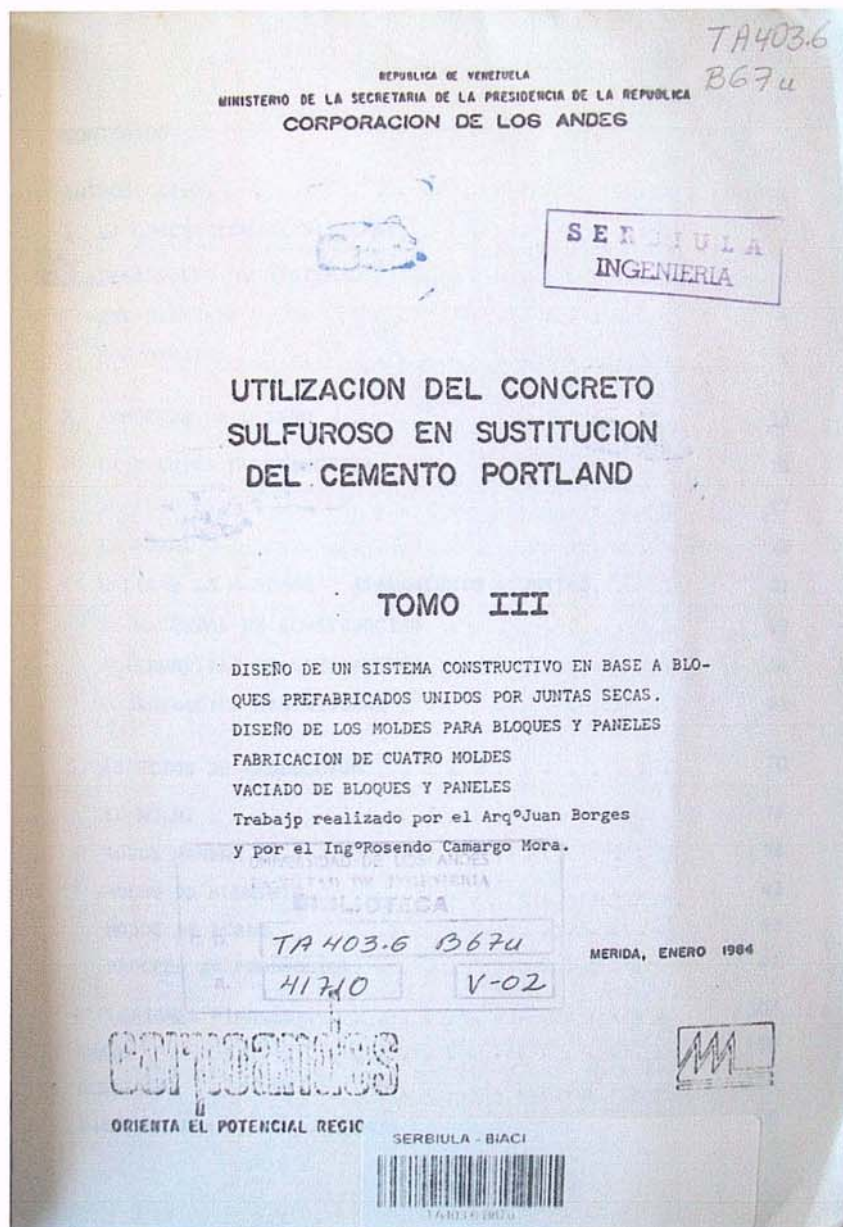 TA403.6
B67u
REPUBLICA DE VENEZUELA
MINISTERIO DE LA SECRETARIA DE LA PRESIDENCIA DE LA REPUBLICA
CORPORACION DE LOS ANDES
SERBIULA
INGENIERIA
UTILIZACION DEL CONCRETO
SULFUROSO EN SUSTITUCION
DEL CEMENTO PORTLAND
TOMO III
DISEÑO DE UN SISTEMA CONSTRUCTIVO EN BASE A BLO-
QUES PREFABRICADOS UNIDOS POR JUNTAS SECAS.
DISEÑO DE LOS MOLDES PARA BLOQUES Y PANELES
FABRICACION DE CUATRO MOLDES
VACIADO DE BLOQUES Y PANELES
Trabajp realizado por el ArqºJuan Borges
y por el IngºRosendo Camargo Mora.
UNIVERSIDAD DE LOS ANDES
FACULTAD DE INGENIERIA
BIBLIOTECA
TA403.6 B67u
41710 V-02
MERIDA, ENERO 1984
corpoandes
ORIENTA EL POTENCIAL REGIO
SERBIULA - BIACI